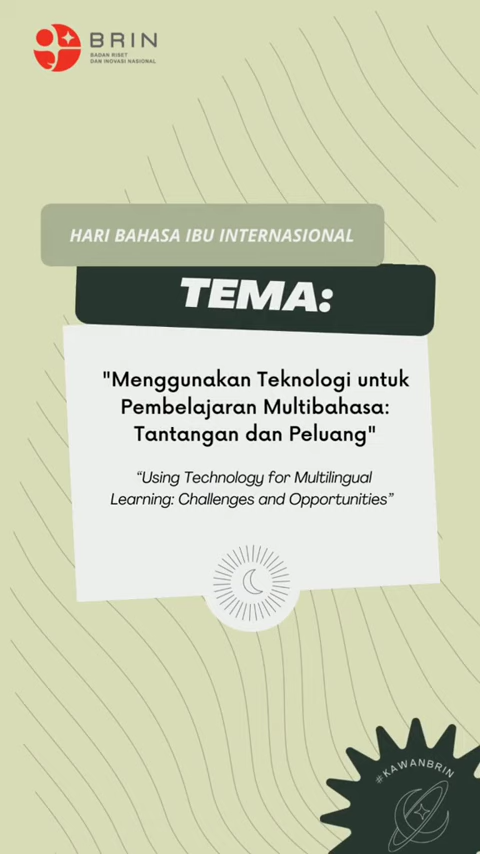 BRIN
BADAN RISET
DAN INOVASI NASIONAL
HARI BAHASA IBU INTERNASIONAL
TEMA:
"Menggunakan Teknologi untuk
Pembelajaran Multibahasa:
Tantangan dan Peluang"
“Using Technology for Multilingual
Learning: Challenges and Opportunities”
#KAWANBRIN